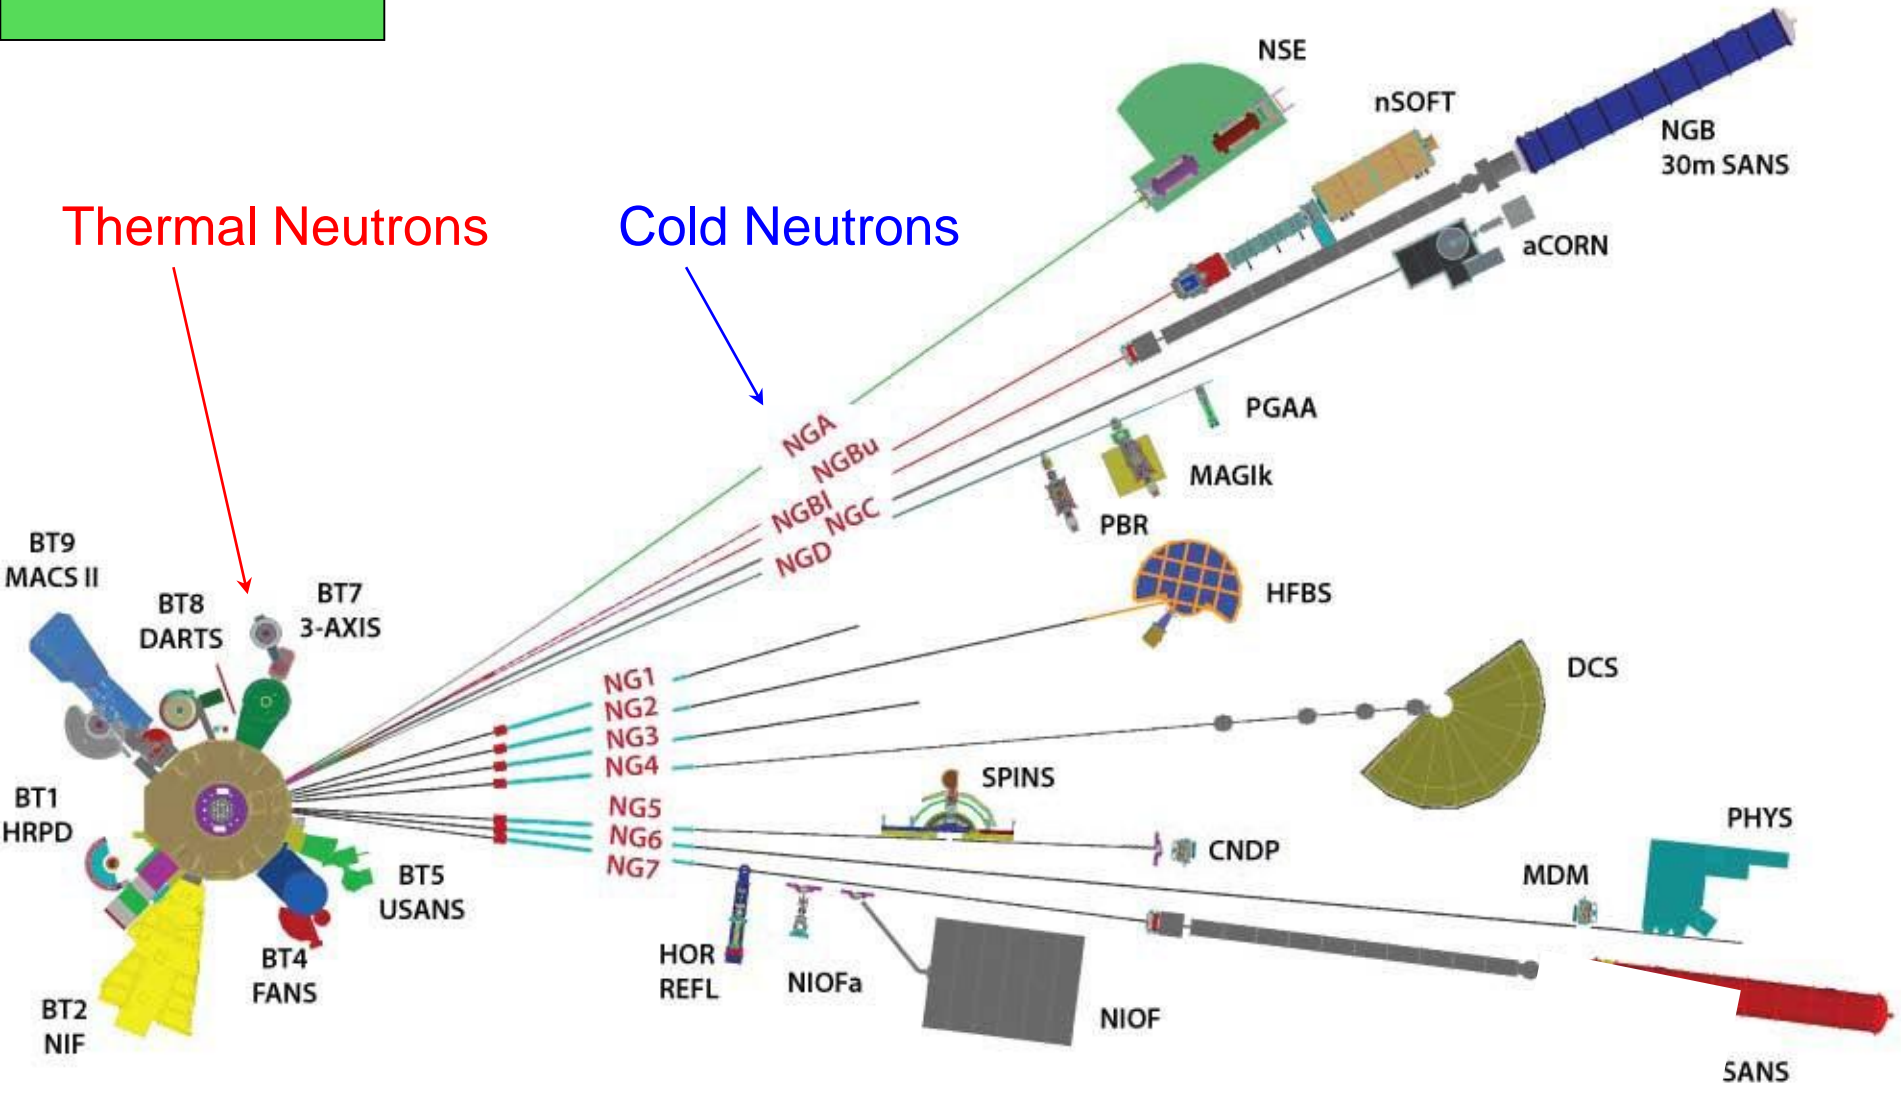 NSE
nSOFT
NGB
30m SANS
Thermal Neutrons
Cold Neutrons
aCORN
PGAA
NGA
NGBu
MAGIk
NGBl
NGC
PBR
NGD
BT9
MACS II
BT8
DARTS
BT7
3-AXIS
HFBS
DCS
NG1
NG2
NG3
NG4
SPINS
BT1
HRPD
NG5
NG6
NG7
CNDP
PHYS
MDM
BT5
USANS
BT4
FANS
HOR
REFL
NIOFa
NIOF
BT2
NIF
SANS